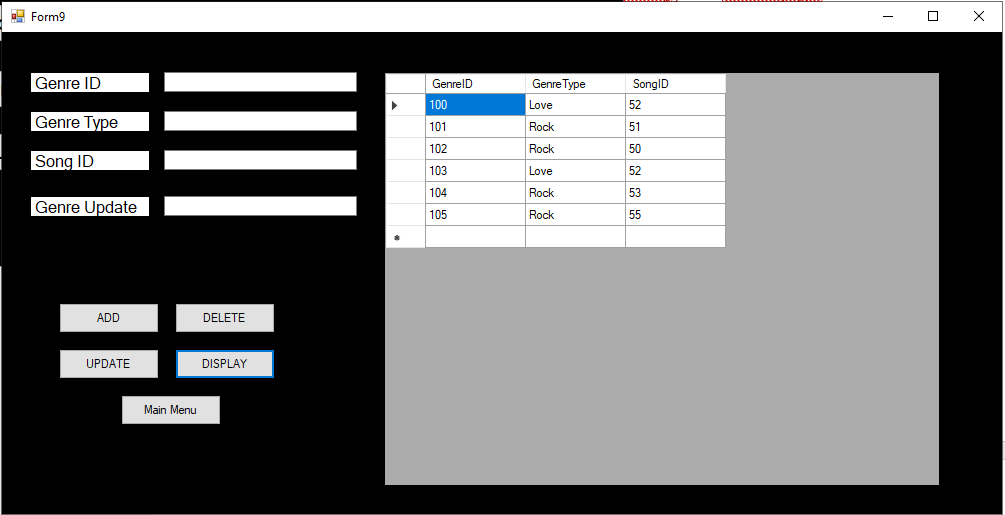 Form9
Genre ID
Genre Type
Song ID
Genre Update
ADD DELETE
UPDATE DISPLAY
Main Menu
GenreID GenreType SongID
100 Love 52
101 Rock 51
102 Rock 50
103 Love 52
104 Rock 53
105 Rock 55
*